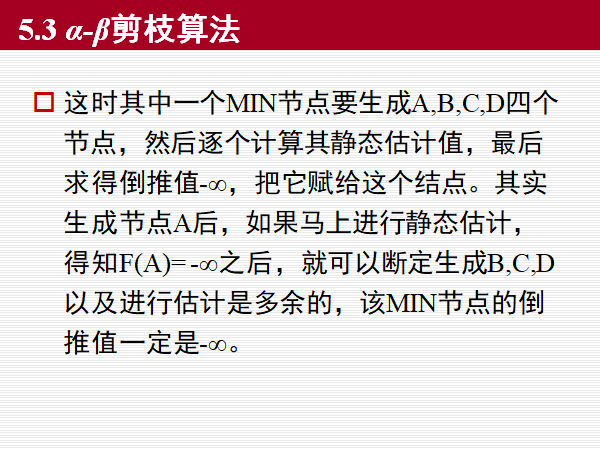 5.3 α-β剪枝算法
这时其中一个MIN节点要生成A,B,C,D四个
节点，然后逐个计算其静态估计值，最后
求得倒推值-∞，把它赋给这个结点。其实
生成节点A后，如果马上进行静态估计，
得知F(A)= -∞之后，就可以断定生成B,C,D
以及进行估计是多余的，该MIN节点的倒
推值一定是-∞。